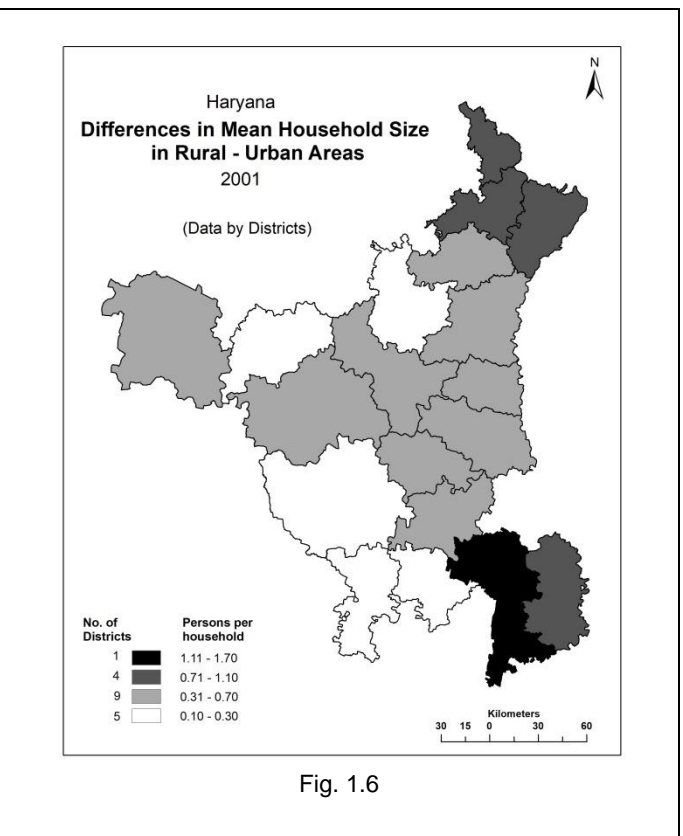 N
Haryana
Differences in Mean Household Size
in Rural - Urban Areas
2001
(Data by Districts)
No. of Persons per
Districts household
1 1.11 - 1.70
4 0.71 - 1.10
9 0.31 - 0.70
5 0.10 - 0.30
Kilometers
30 15 0 30 60
Fig. 1.6